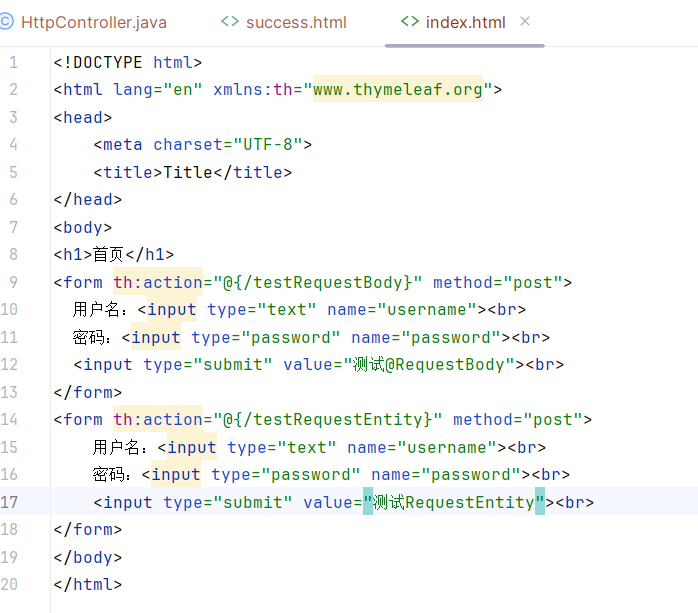 HttpController.java <> success.html <> index.html ×
1 <!DOCTYPE html>
2 <html lang="en" xmlns:th="www.thymeleaf.org">
3 <head>
4     <meta charset="UTF-8">
5     <title>Title</title>
6 </head>
7 <body>
8 <h1>首页</h1>
9 <form th:action="@{/testRequestBody}" method="post">
10   用户名：<input type="text" name="username"><br>
11   密码：<input type="password" name="password"><br>
12   <input type="submit" value="测试@RequestBody"><br>
13 </form>
14 <form th:action="@{/testRequestEntity}" method="post">
15     用户名：<input type="text" name="username"><br>
16     密码：<input type="password" name="password"><br>
17     <input type="submit" value="测试RequestEntity"><br>
18 </form>
19 </body>
20 </html>